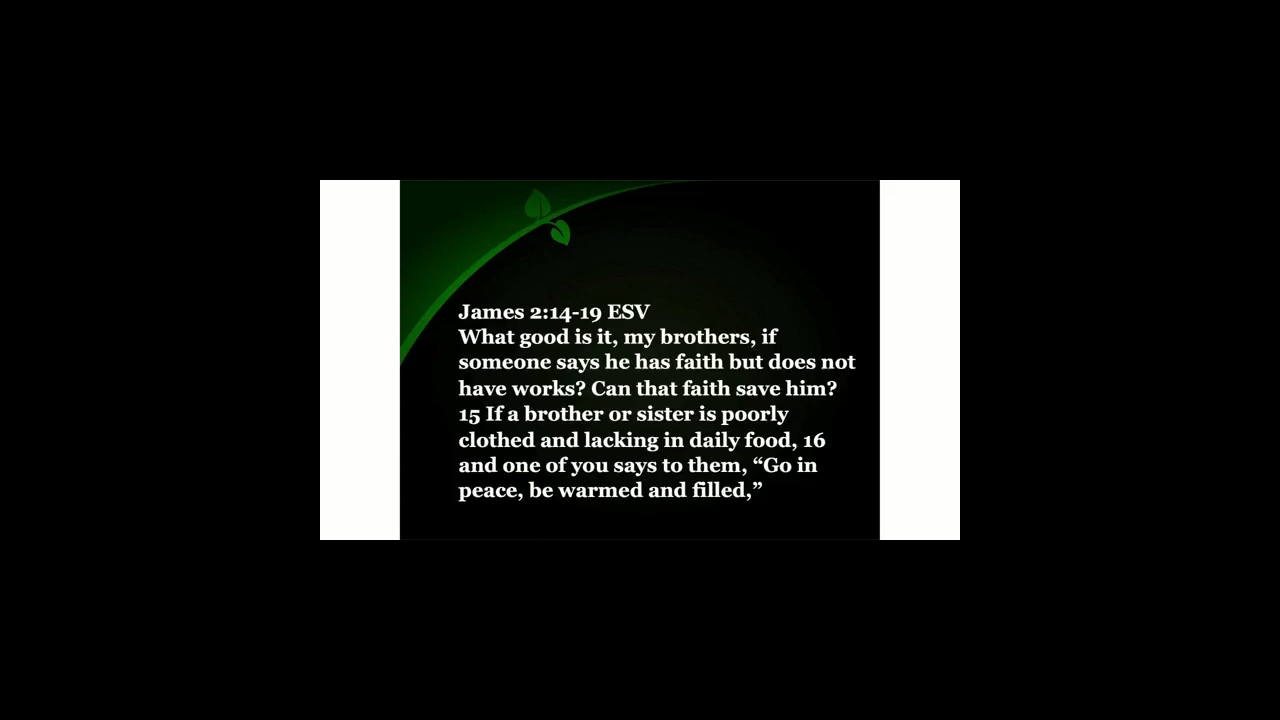 James 2:14-19 ESV
What good is it, my brothers, if
someone says he has faith but does not
have works? Can that faith save him?
15 If a brother or sister is poorly
clothed and lacking in daily food, 16
and one of you says to them, “Go in
peace, be warmed and filled,”